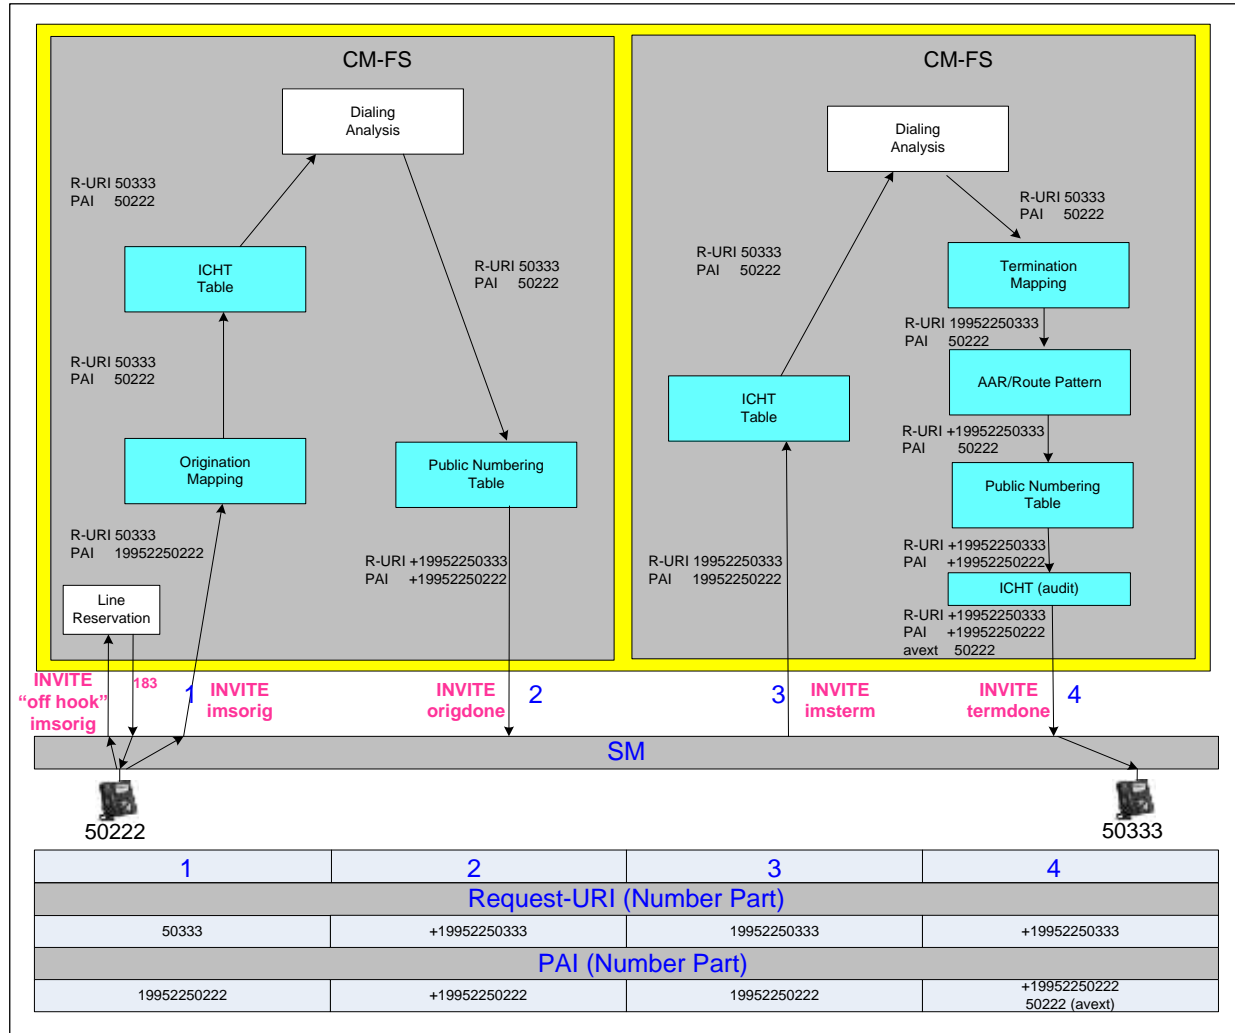 CM-FS
Dialing
Analysis
R-URI 50333
PAI 50222
ICHT
Table
R-URI 50333
PAI 50222
R-URI 50333
PAI 50222
Origination
Mapping
Public Numbering
Table
R-URI 50333
PAI 19952250222
R-URI +19952250333
PAI +19952250222
Line
Reservation
CM-FS
Dialing
Analysis
R-URI 50333
PAI 50222
R-URI 50333
PAI 50222
Termination
Mapping
R-URI 19952250333
PAI 50222
AAR/Route Pattern
ICHT
Table
R-URI +19952250333
PAI 50222
Public Numbering
Table
R-URI 19952250333
PAI 19952250222
R-URI +19952250333
PAI +19952250222
ICHT (audit)
R-URI +19952250333
PAI +19952250222
avext 50222
INVITE
“off hook”
imsorig
183
1
INVITE
imsorig
INVITE
origdone
2
3
INVITE
imsterm
INVITE
termdone
4
SM
50222
50333
1 2 3 4
Request-URI (Number Part)
50333 +19952250333 19952250333 +19952250333
PAI (Number Part)
19952250222 +19952250222 19952250222 +19952250222
50222 (avext)